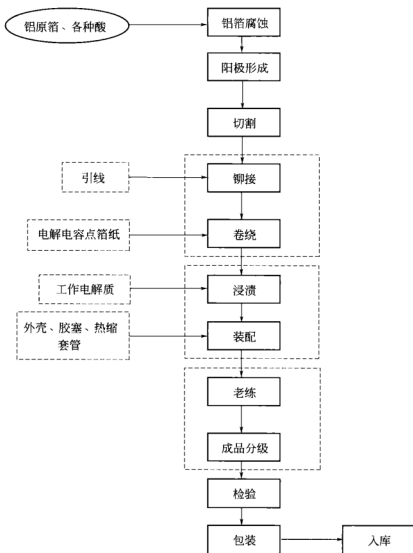 铝原箔、各种酸
铝箔腐蚀
阳极形成
切割
引线
铆接
电解电容点箔纸
卷绕
工作电解质
浸渍
外壳、胶塞、热缩
套管
装配
老练
成品分级
检验
包装
入库